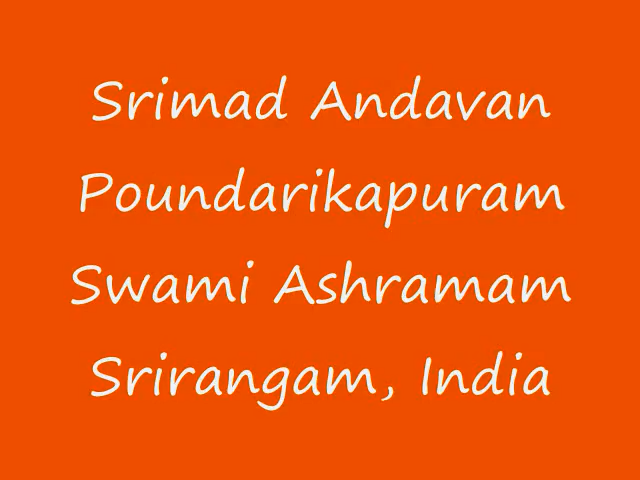 Srimad Andavan
Poundarikapuram
Swami Ashramam
Srirangam, India